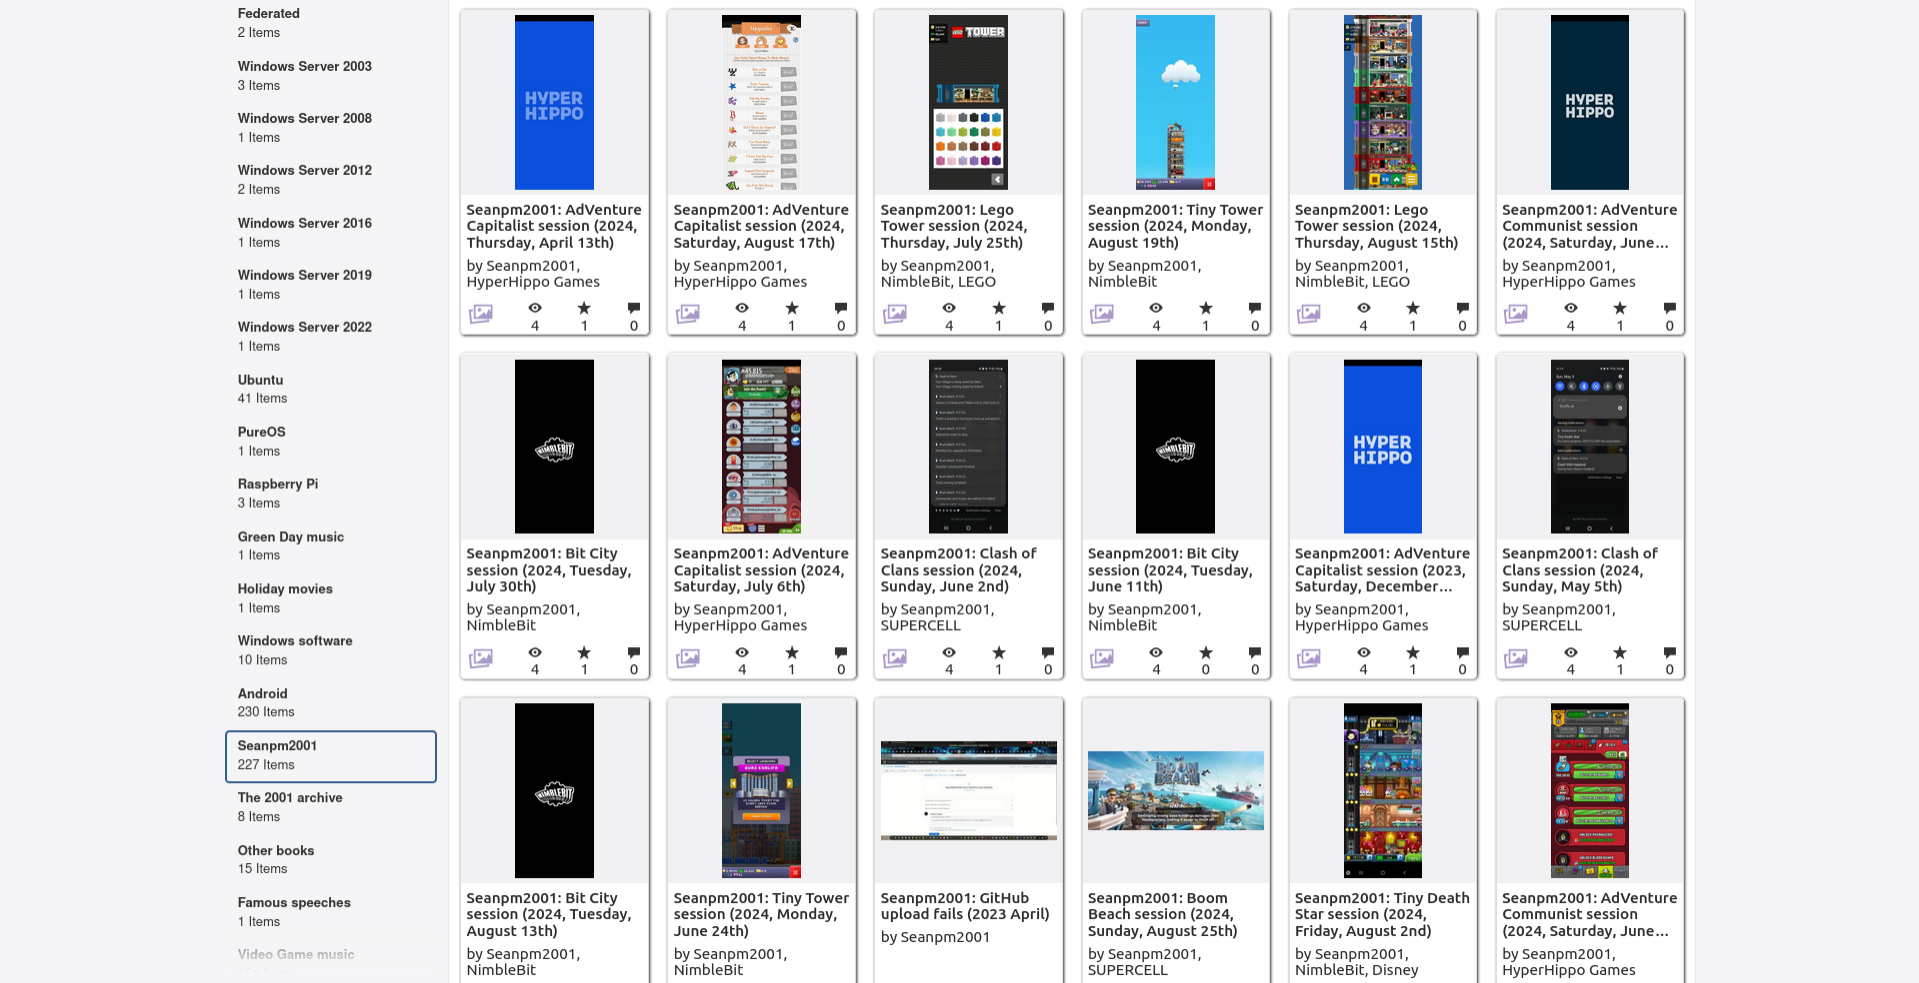 Federated
2 Items
Windows Server 2003
3 Items
Windows Server 2008
1 Items
Windows Server 2012
2 Items
Windows Server 2016
1 Items
Windows Server 2019
1 Items
Windows Server 2022
1 Items
Ubuntu
41 Items
PureOS
1 Items
Raspberry Pi
3 Items
Green Day music
1 Items
Holiday movies
1 Items
Windows software
10 Items
Android
230 Items
Seanpm2001
227 Items
The 2001 archive
8 Items
Other books
15 Items
Famous speeches
1 Items
Video Game music
HYPER
HIPPO
Seanpm2001: AdVenture
Capitalist session (2024,
Thursday, April 13th)
by Seanpm2001,
HyperHippo Games
4
1
0
Upgrades
Seanpm2001: AdVenture
Capitalist session (2024,
Saturday, August 17th)
by Seanpm2001,
HyperHippo Games
4
1
0
LEGO TOWER
Seanpm2001: Lego
Tower session (2024,
Thursday, July 25th)
by Seanpm2001,
NimbleBit, LEGO
4
1
0
Seanpm2001: Tiny Tower
session (2024, Monday,
August 19th)
by Seanpm2001,
NimbleBit
4
1
0
Seanpm2001: Lego
Tower session (2024,
Thursday, August 15th)
by Seanpm2001,
NimbleBit, LEGO
4
1
0
HYPER
HIPPO
Seanpm2001: AdVenture
Communist session
(2024, Saturday, June...
by Seanpm2001,
HyperHippo Games
4
1
0
NIMBLEBIT
Seanpm2001: Bit City
session (2024, Tuesday,
July 30th)
by Seanpm2001,
NimbleBit
4
1
0
Seanpm2001: AdVenture
Capitalist session (2024,
Saturday, July 6th)
by Seanpm2001,
HyperHippo Games
4
1
0
Seanpm2001: Clash of
Clans session (2024,
Sunday, June 2nd)
by Seanpm2001,
SUPERCELL
4
1
0
NIMBLEBIT
Seanpm2001: Bit City
session (2024, Tuesday,
June 11th)
by Seanpm2001,
NimbleBit
4
0
0
HYPER
HIPPO
Seanpm2001: AdVenture
Capitalist session (2023,
Saturday, December...
by Seanpm2001,
HyperHippo Games
4
1
0
Seanpm2001: Clash of
Clans session (2024,
Sunday, May 5th)
by Seanpm2001,
SUPERCELL
4
1
0
NIMBLEBIT
Seanpm2001: Bit City
session (2024, Tuesday,
August 13th)
by Seanpm2001,
NimbleBit
Seanpm2001: Tiny Tower
session (2024, Monday,
June 24th)
by Seanpm2001,
NimbleBit
Seanpm2001: GitHub
upload fails (2023 April)
by Seanpm2001
BOOM
BEACH
Seanpm2001: Boom
Beach session (2024,
Sunday, August 25th)
by Seanpm2001,
SUPERCELL
Seanpm2001: Tiny Death
Star session (2024,
Friday, August 2nd)
by Seanpm2001,
NimbleBit, Disney
Seanpm2001: AdVenture
Communist session
(2024, Saturday, June...
by Seanpm2001,
HyperHippo Games